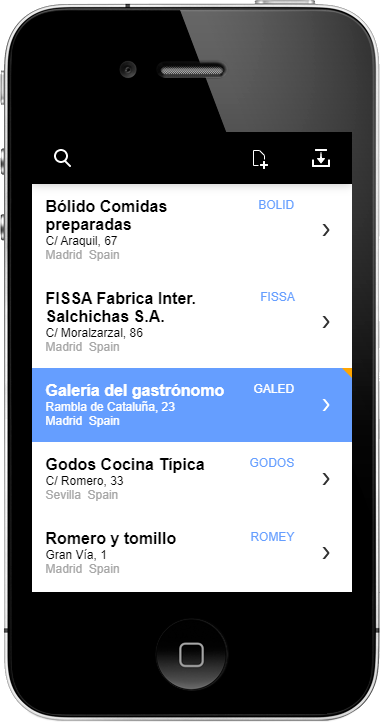 Bólido Comidas BOLID
preparadas
C/ Araquil, 67
Madrid Spain
FISSA Fabrica Inter. FISSA
Salchichas S.A.
C/ Moralzarzal, 86
Madrid Spain
Galería del gastrónomo GALED
Rambla de Cataluña, 23
Madrid Spain
Godos Cocina Típica GODOS
C/ Romero, 33
Sevilla Spain
Romero y tomillo ROMEY
Gran Vía, 1
Madrid Spain